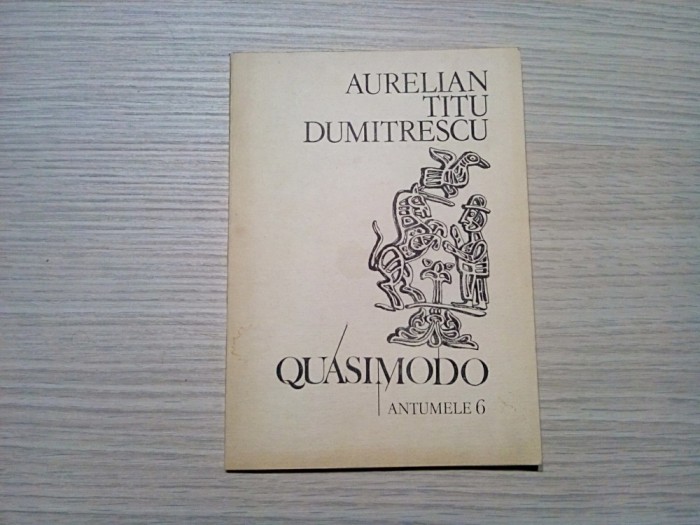 AURELIAN
TITU
DUMITRESCU
QUASIMODO
ANTUMELE 6